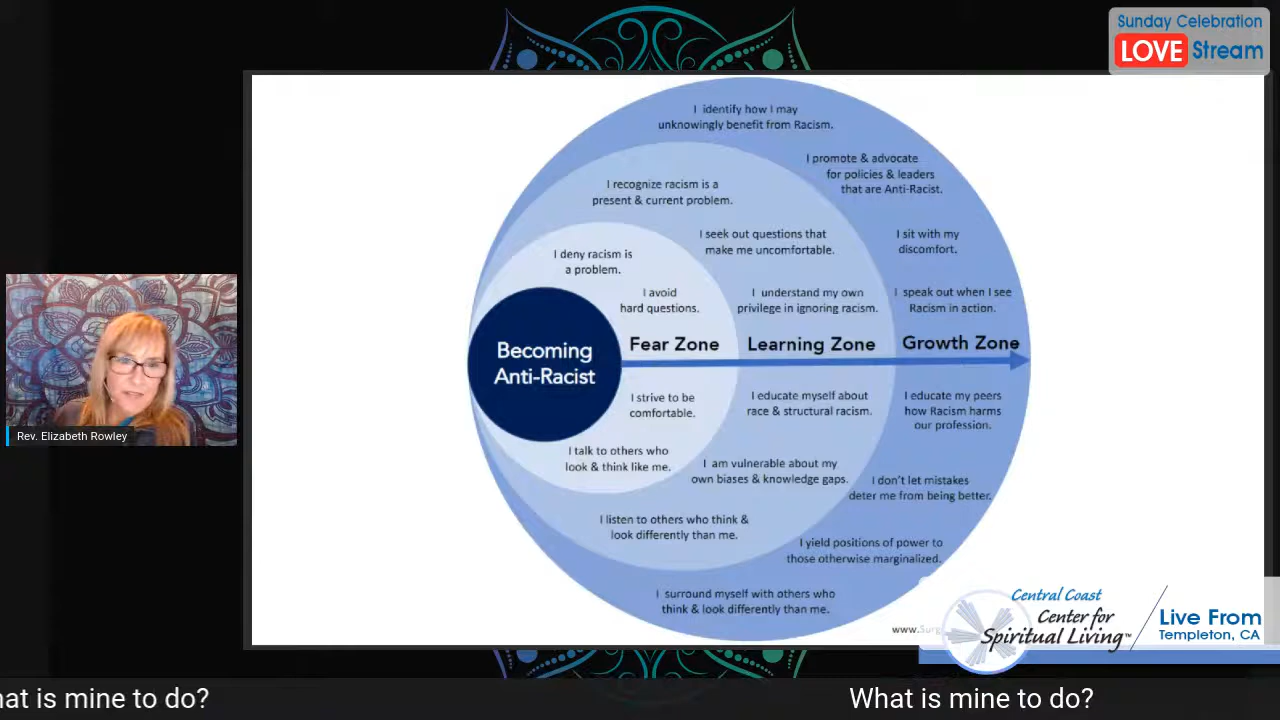 Sunday Celebration
LOVE Stream
I identify how I may
unknowingly benefit from Racism.
I promote & advocate
for policies & leaders
that are Anti-Racist.
I recognize racism is a
present & current problem.
I seek out questions that
make me uncomfortable.
I sit with my
discomfort.
I deny racism is
a problem.
I avoid
hard questions.
I understand my own
privilege in ignoring racism.
I speak out when I see
Racism in action.
Becoming
Anti-Racist
Fear Zone
Learning Zone
Growth Zone
I strive to be
comfortable.
I educate myself about
race & structural racism.
I educate my peers
how Racism harms
our profession.
I talk to others who
look & think like me.
I am vulnerable about my
own biases & knowledge gaps.
I don't let mistakes
deter me from being better.
I listen to others who think &
look differently than me.
I yield positions of power to
those otherwise marginalized.
I surround myself with others who
think & look differently than me.
Rev. Elizabeth Rowley
Central Coast
Center for
Spiritual Living™
Live From
Templeton, CA
at is mine to do?
What is mine to do?